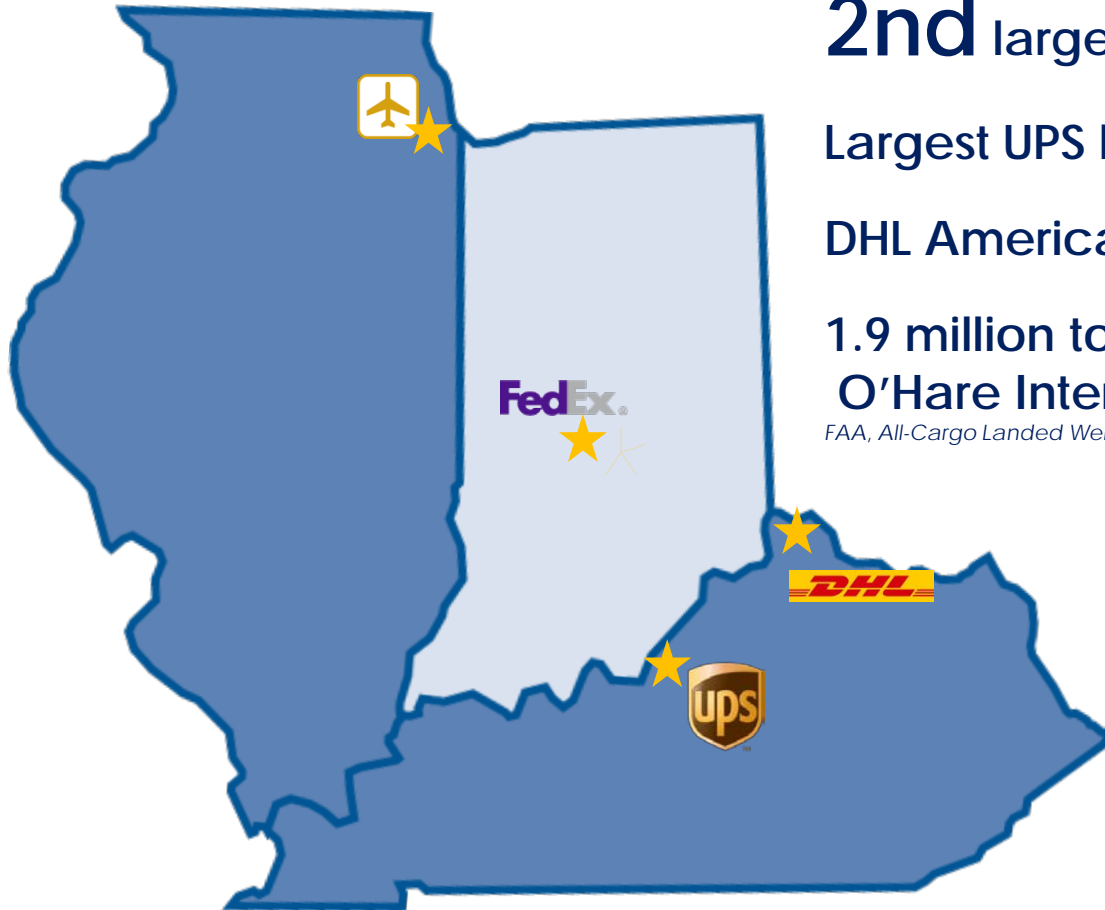 2nd large
Largest UPS
DHL America
1.9 million to
O'Hare Inter
FAA, All-Cargo Landed Wei
FedEx®
DHL
ups